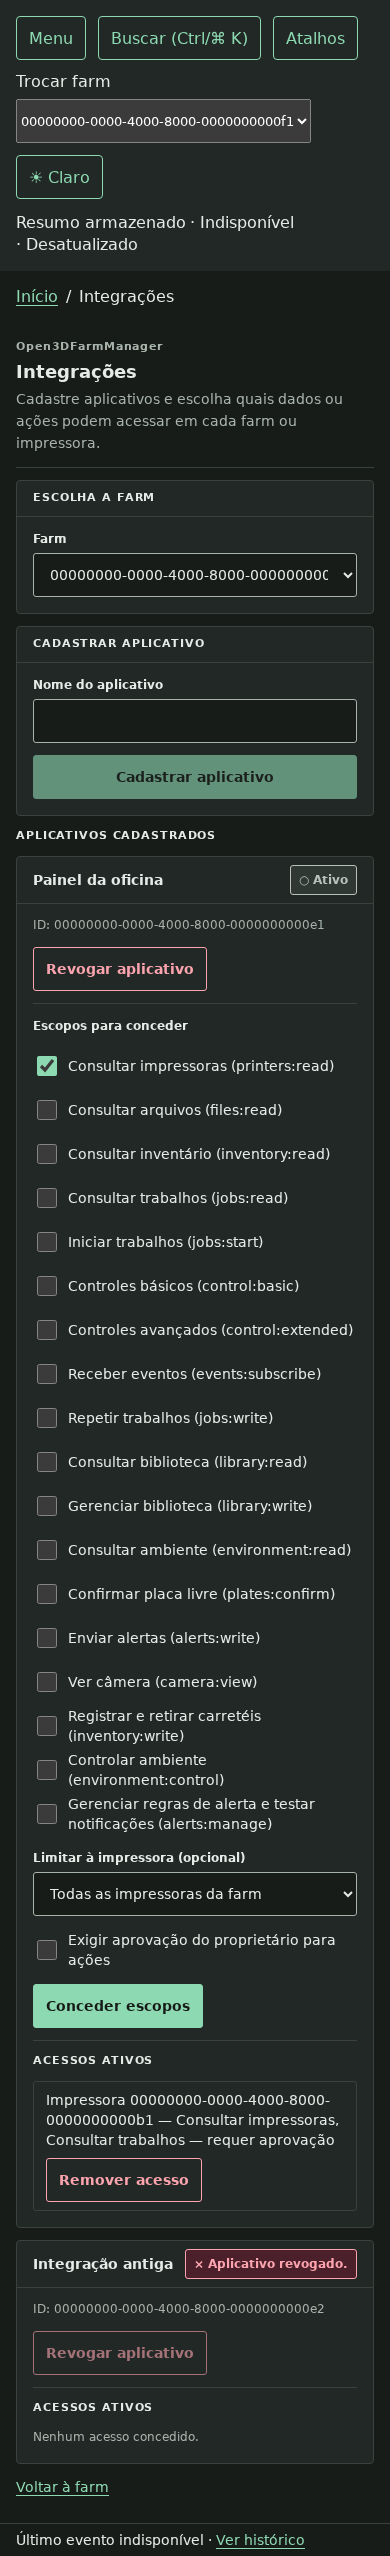 Menu
Buscar (Ctrl/⌘ K)
Atalhos
Trocar farm
00000000-0000-4000-8000-0000000000f1
☀ Claro
Resumo armazenado · Indisponível
· Desatualizado
Início / Integrações
Open3DFarmManager
Integrações
Cadastre aplicativos e escolha quais dados ou
ações podem acessar em cada farm ou
impressora.
ESCOLHA A FARM
Farm
00000000-0000-4000-8000-000000000
CADASTRAR APLICATIVO
Nome do aplicativo
Cadastrar aplicativo
APLICATIVOS CADASTRADOS
Painel da oficina
○ Ativo
ID: 00000000-0000-4000-8000-0000000000e1
Revogar aplicativo
Escopos para conceder
Consultar impressoras (printers:read)
Consultar arquivos (files:read)
Consultar inventário (inventory:read)
Consultar trabalhos (jobs:read)
Iniciar trabalhos (jobs:start)
Controles básicos (control:basic)
Controles avançados (control:extended)
Receber eventos (events:subscribe)
Repetir trabalhos (jobs:write)
Consultar biblioteca (library:read)
Gerenciar biblioteca (library:write)
Consultar ambiente (environment:read)
Confirmar placa livre (plates:confirm)
Enviar alertas (alerts:write)
Ver câmera (camera:view)
Registrar e retirar carretéis
(inventory:write)
Controlar ambiente
(environment:control)
Gerenciar regras de alerta e testar
notificações (alerts:manage)
Limitar à impressora (opcional)
Todas as impressoras da farm
Exigir aprovação do proprietário para
ações
Conceder escopos
ACESSOS ATIVOS
Impressora 00000000-0000-4000-8000-
0000000000b1 — Consultar impressoras,
Consultar trabalhos — requer aprovação
Remover acesso
Integração antiga
× Aplicativo revogado.
ID: 00000000-0000-4000-8000-0000000000e2
Revogar aplicativo
ACESSOS ATIVOS
Nenhum acesso concedido.
Voltar à farm
Último evento indisponível · Ver histórico